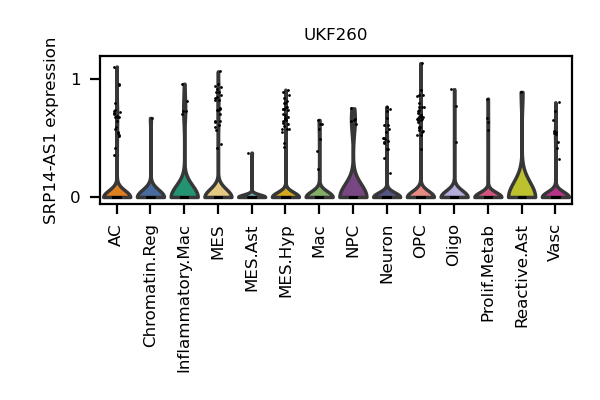 UKF260
SRP14-AS1 expression
1
0
AC
Chromatin.Reg
Inflammatory.Mac
MES
MES.Ast
MES.Hyp
Mac
NPC
Neuron
OPC
Oligo
Prolif.Metab
Reactive.Ast
Vasc